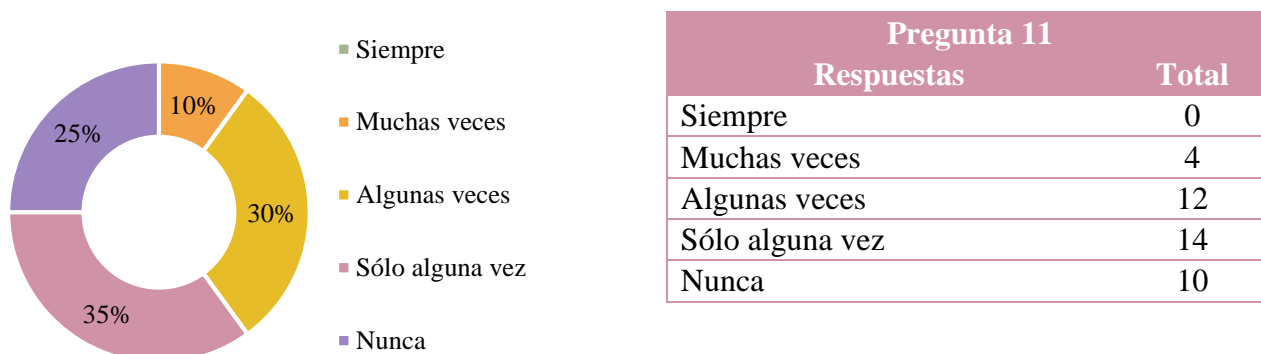 10%
30%
35%
25%
Siempre
Muchas veces
Algunas veces
Sólo alguna vez
Nunca
Pregunta 11
Respuestas Total
Siempre 0
Muchas veces 4
Algunas veces 12
Sólo alguna vez 14
Nunca 10